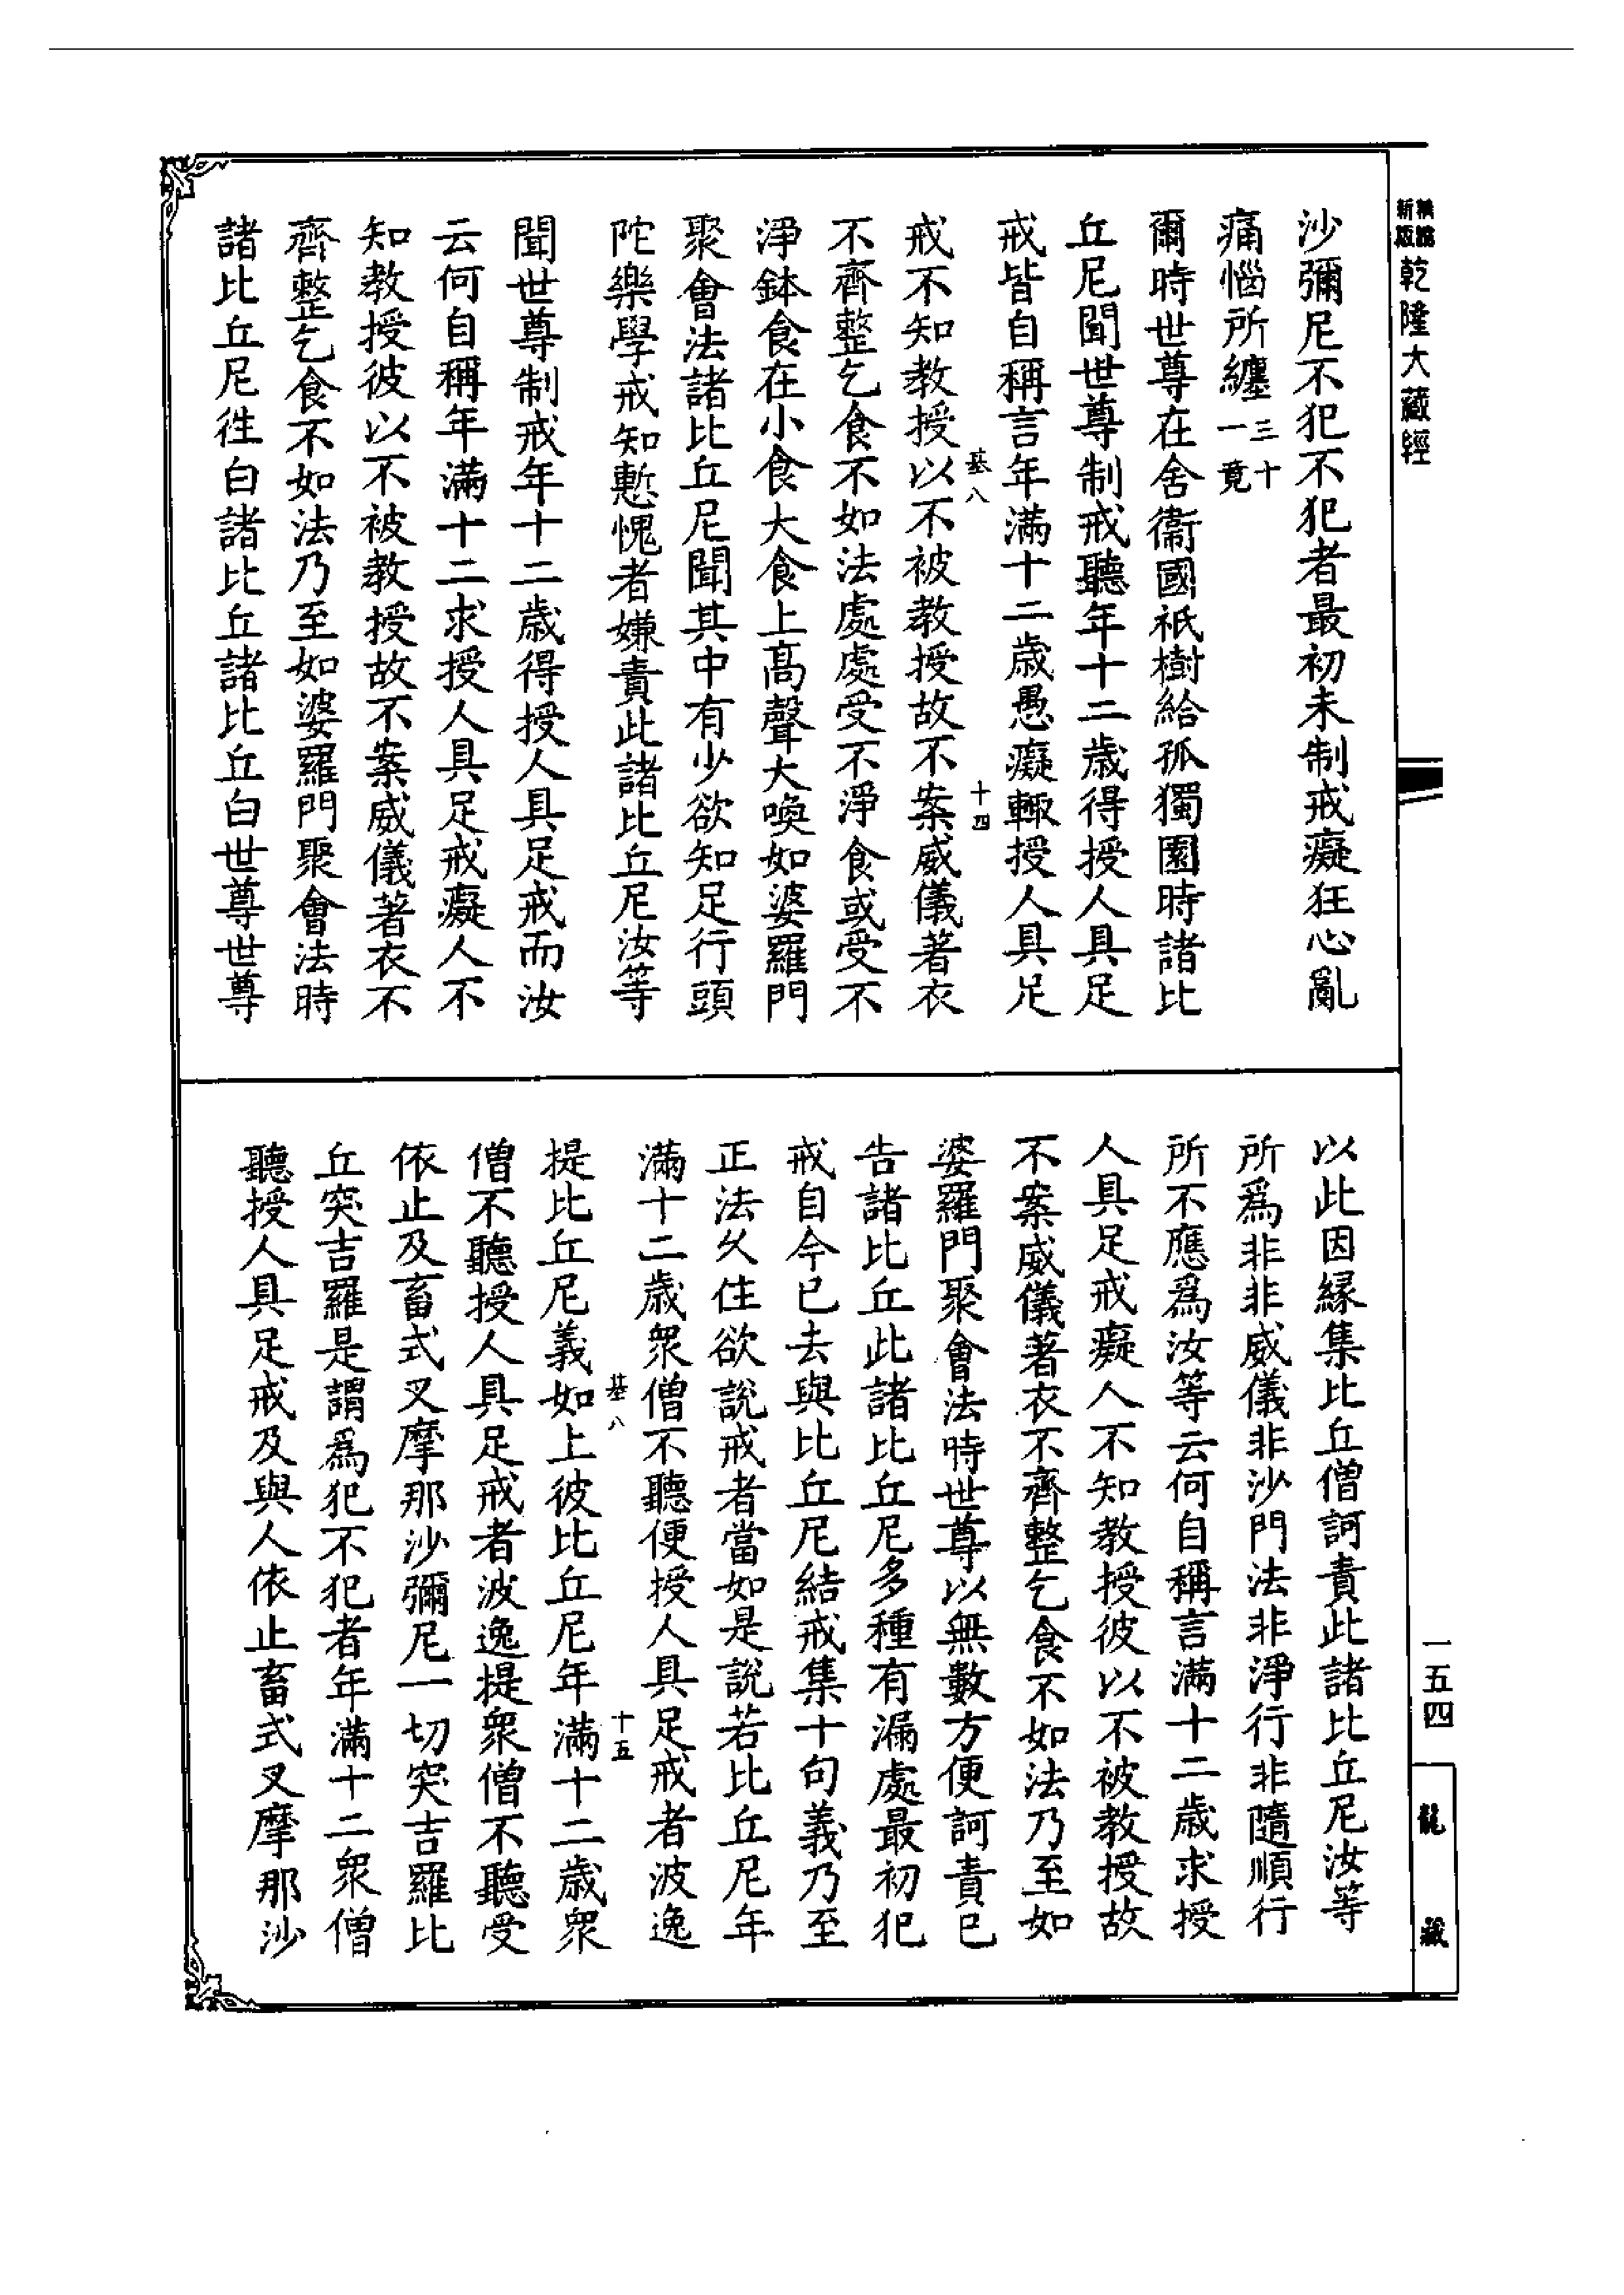 乾隆大藏經
沙彌尼不犯不犯者最初未制戒癡狂心亂
痛惱所纏三十一竟
爾時世尊在舍衞國祇樹給孤獨園時諸比
丘尼聞世尊制戒聽年十二歲得授人具足
戒皆自稱言年滿十二歲愚癡輙授人具足
基八
十四
戒不知教授以不被教授故不案威儀著衣
不齊整乞食不如法處處受不淨食或受不
淨鉢食在小食大食上高聲大喚如婆羅門
聚會法諸比丘尼聞其中有少欲知足行頭
陀樂學戒知慙愧者嫌責此諸比丘尼汝等
聞世尊制戒年十二歲得授人具足戒而汝
云何自稱年滿十二求授人具足戒癡人不
知教授彼以不被教授故不案威儀著衣不
齊整乞食不如法乃至如婆羅門聚會法時
諸比丘尼徃白諸比丘諸比丘白世尊世尊
以此因緣集比丘僧訶責此諸比丘尼汝等
所爲非非威儀非沙門法非淨行非隨順行
所不應爲汝等云何自稱言滿十二歲求授
人具足戒癡人不知教授彼以不被教授故
不案威儀著衣不齊整乞食不如法乃至如
婆羅門聚會法時世尊以無數方便訶責已
告諸比丘此諸比丘尼多種有漏處最初犯
戒自今已去與比丘尼結戒集十句義乃至
正法久住欲說戒者當如是說若比丘尼年
滿十二歲衆僧不聽便授人具足戒者波逸
基八
十五
提比丘尼義如上彼比丘尼年滿十二歲衆
僧不聽授人具足戒者波逸提衆僧不聽受
依止及畜式叉摩那沙彌尼一切突吉羅比
丘突吉羅是謂爲犯不犯者年滿十二衆僧
聽授人具足戒及與人依止畜式叉摩那沙
一五四
龍藏